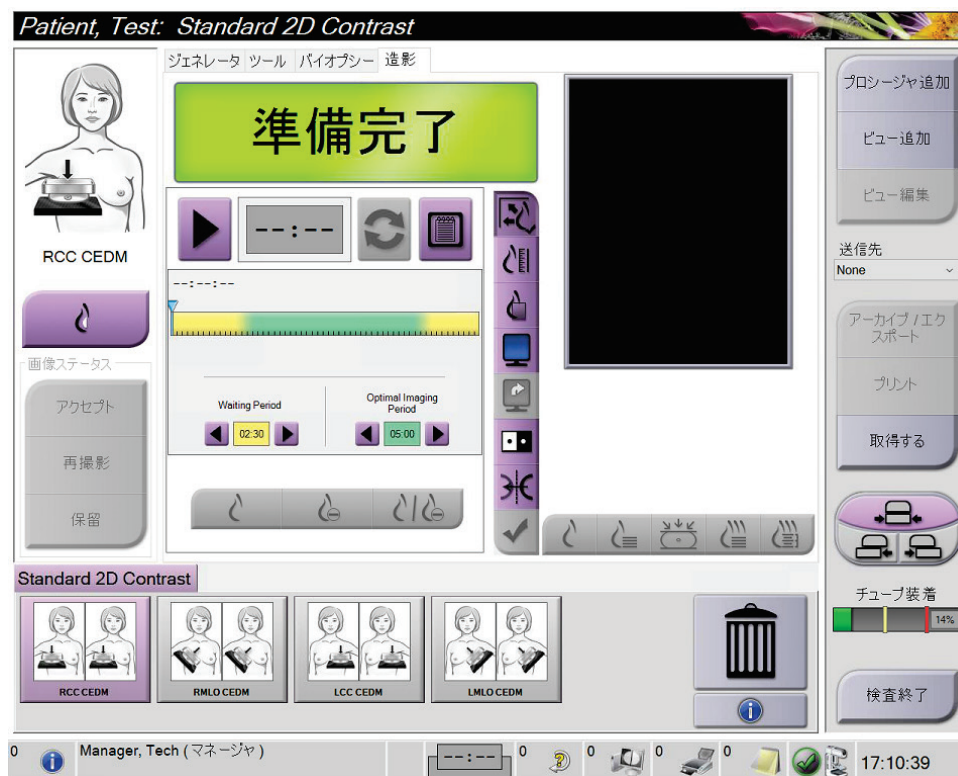 Patient, Test: Standard 2D Contrast
ジェネレータ ツール バイオプシー 造影
準備完了
--:--
--:--:--
Waiting Period
Optimal Imaging
Period
02:30
05:00
RCC CEDM
画像ステータス
アクセプト
再撮影
保留
プロシージャ追加
ビュー追加
ビュー編集
送信先
None
アーカイブ / エク
スポート
プリント
取得する
チューブ装着
14%
検査終了
Standard 2D Contrast
RCC CEDM
RMLO CEDM
LCC CEDM
LMLO CEDM
0
Manager, Tech (マネージャ)
--:--
0
0
0
0
17:10:39